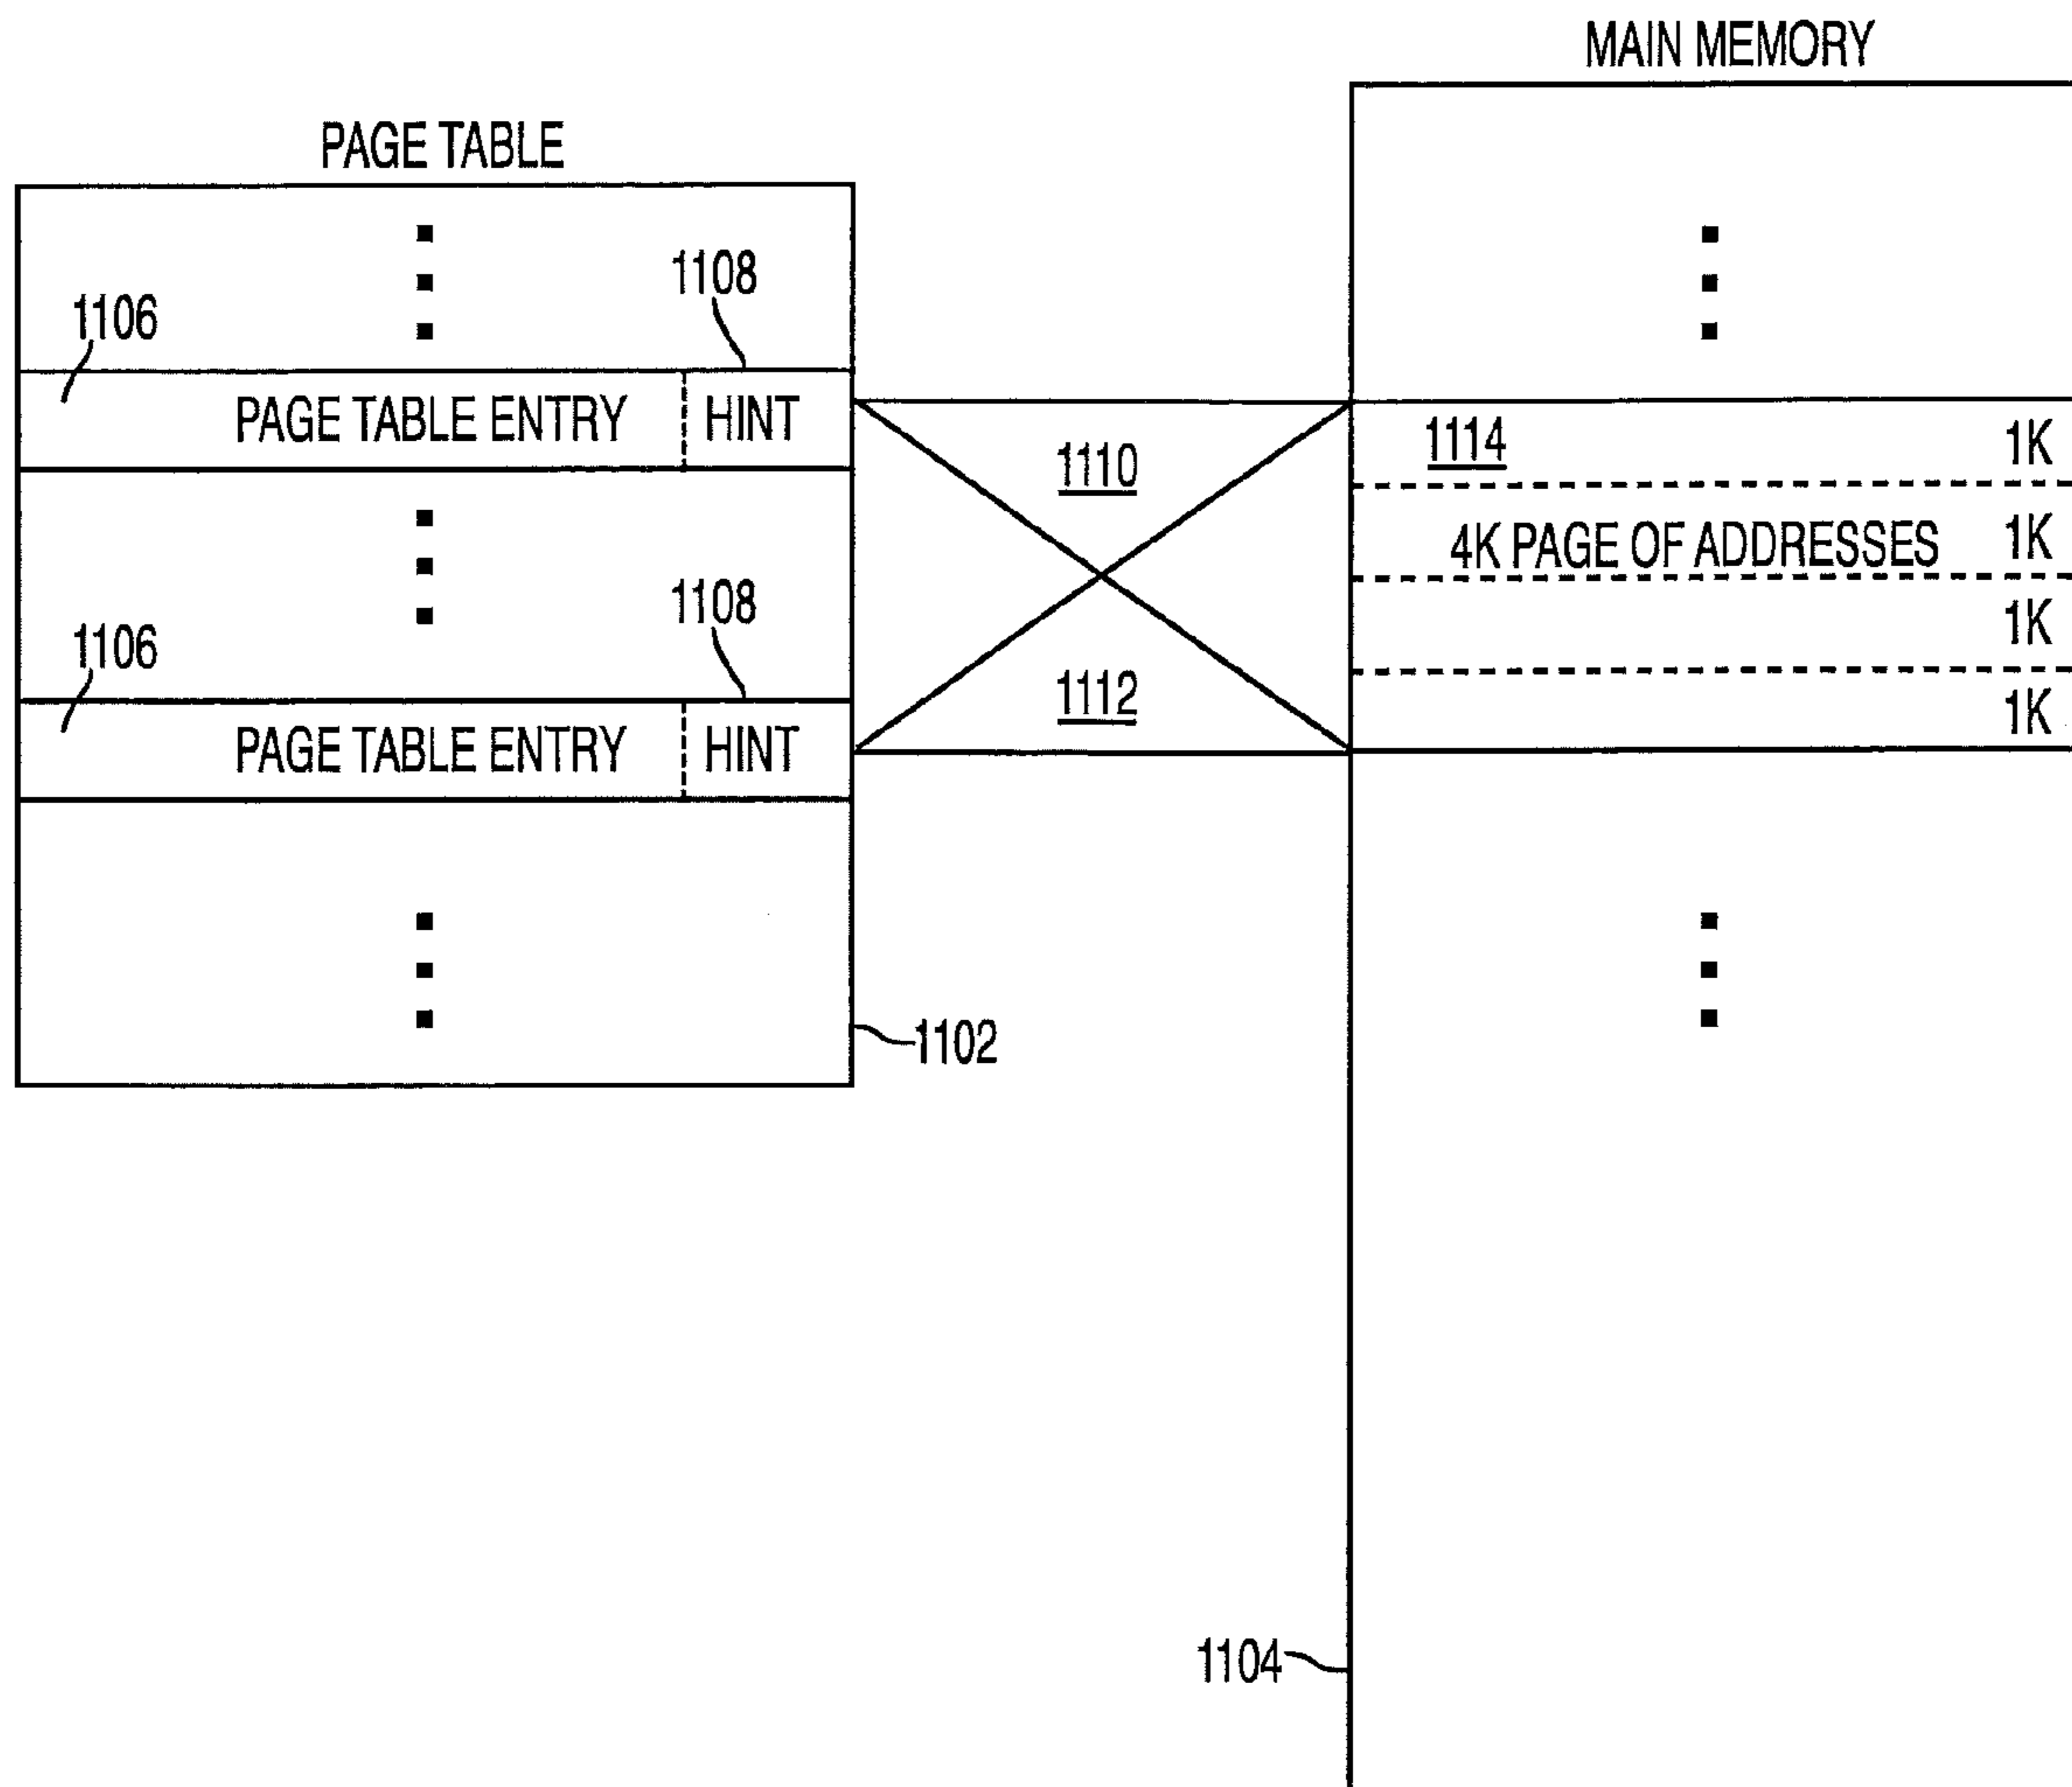 MAIN MEMORY
PAGE TABLE
1108
1106
PAGE TABLE ENTRY HINT
1110
1114 1K
4K PAGE OF ADDRESSES 1K
1108
1K
1106
1112
1K
PAGE TABLE ENTRY HINT
1102
1104